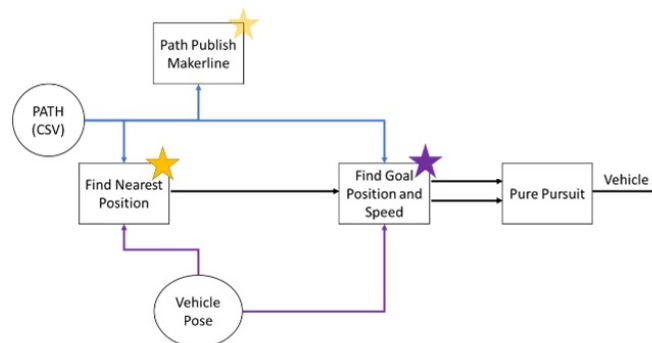 Path Publish
Makerline
PATH
(CSV)
Find Nearest
Position
Find Goal
Position and
Speed
Pure Pursuit
Vehicle
Vehicle
Pose